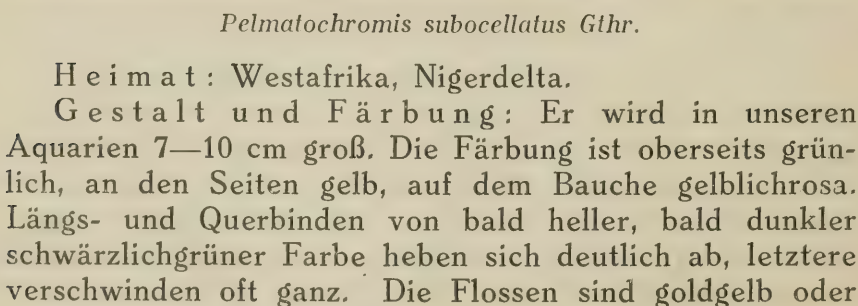 Pelmatochromis subocellatus Gthr.
Heimat: Westafrika, Nigerdelta.
Gestalt und Färbung: Er wird in unseren
Aquarien 7—10 cm groß. Die Färbung ist oberseits grün-
lich, an den Seiten gelb, auf dem Bauche gelblichrosa.
Längs- und Querbinden von bald heller, bald dunkler
schwärzlichgrüner Farbe heben sich deutlich ab, letztere
verschwinden oft ganz. Die Flossen sind goldgelb oder